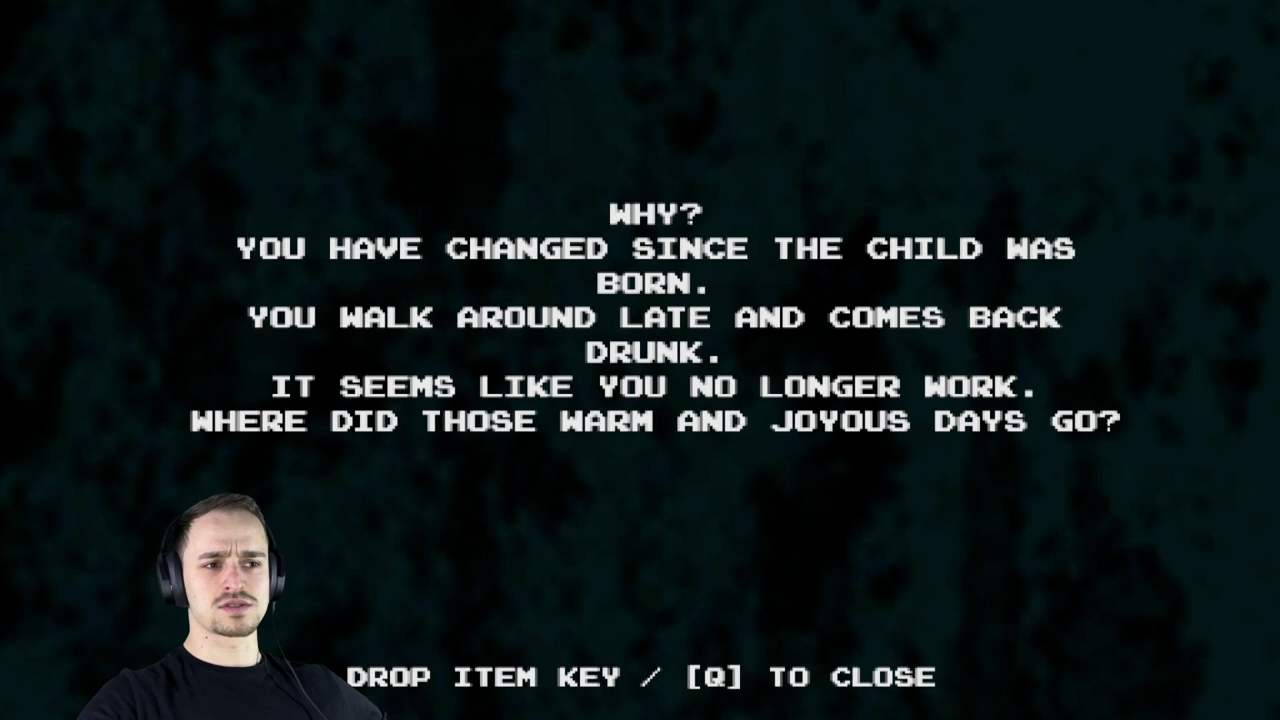 WHY?
YOU HAVE CHANGED SINCE THE CHILD WAS
BORN.
YOU WALK AROUND LATE AND COMES BACK
DRUNK.
IT SEEMS LIKE YOU NO LONGER WORK.
WHERE DID THOSE WARM AND JOYOUS DAYS GO?
DROP ITEM KEY / [Q] TO CLOSE